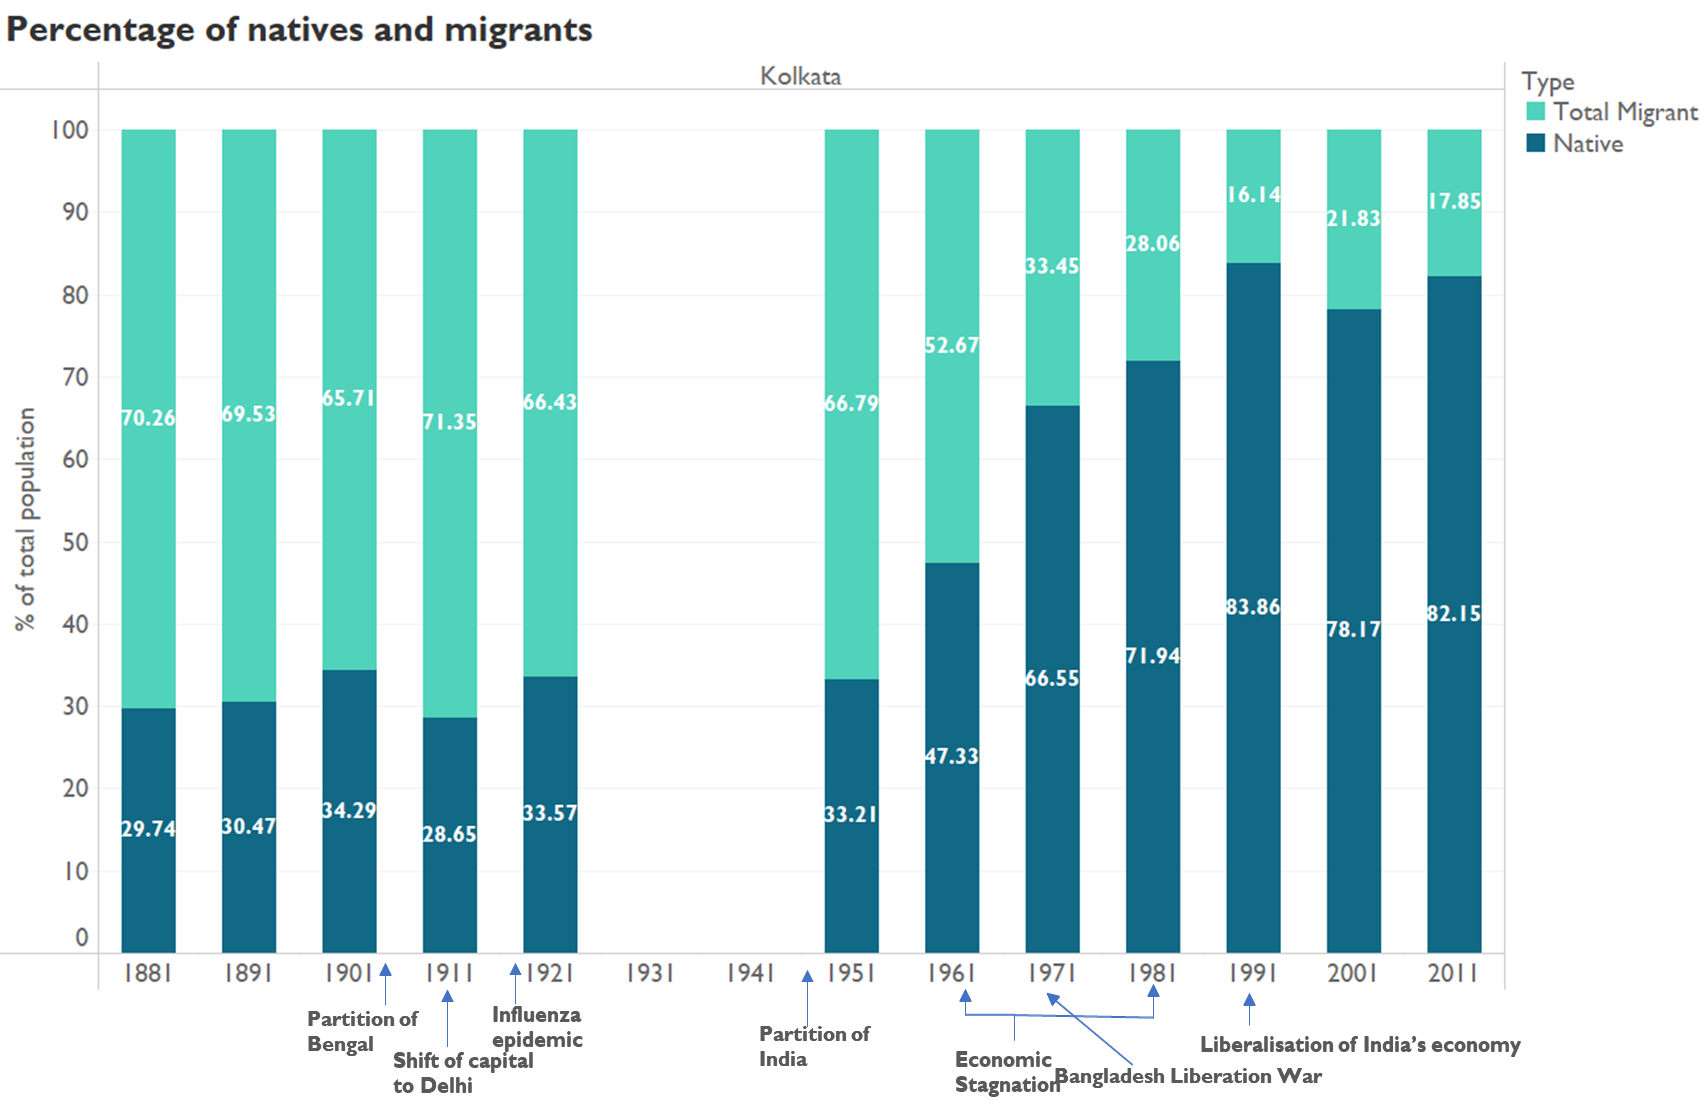 Percentage of natives and migrants
Kolkata
Type
Total Migrant
Native
% of total population
100
90
80
70
60
50
40
30
20
10
0
70.26
69.53
65.71
71.35
66.43
66.79
52.67
33.45
28.06
16.14
21.83
17.85
29.74
30.47
34.29
28.65
33.57
33.21
47.33
66.55
71.94
83.86
78.17
82.15
1881 1891 1901 1911 1921 1931 1941 1951 1961 1971 1981 1991 2001 2011
Partition of
Bengal
Shift of capital
to Delhi
Influenza
epidemic
Partition of
India
Economic
Stagnation
Bangladesh Liberation War
Liberalisation of India's economy